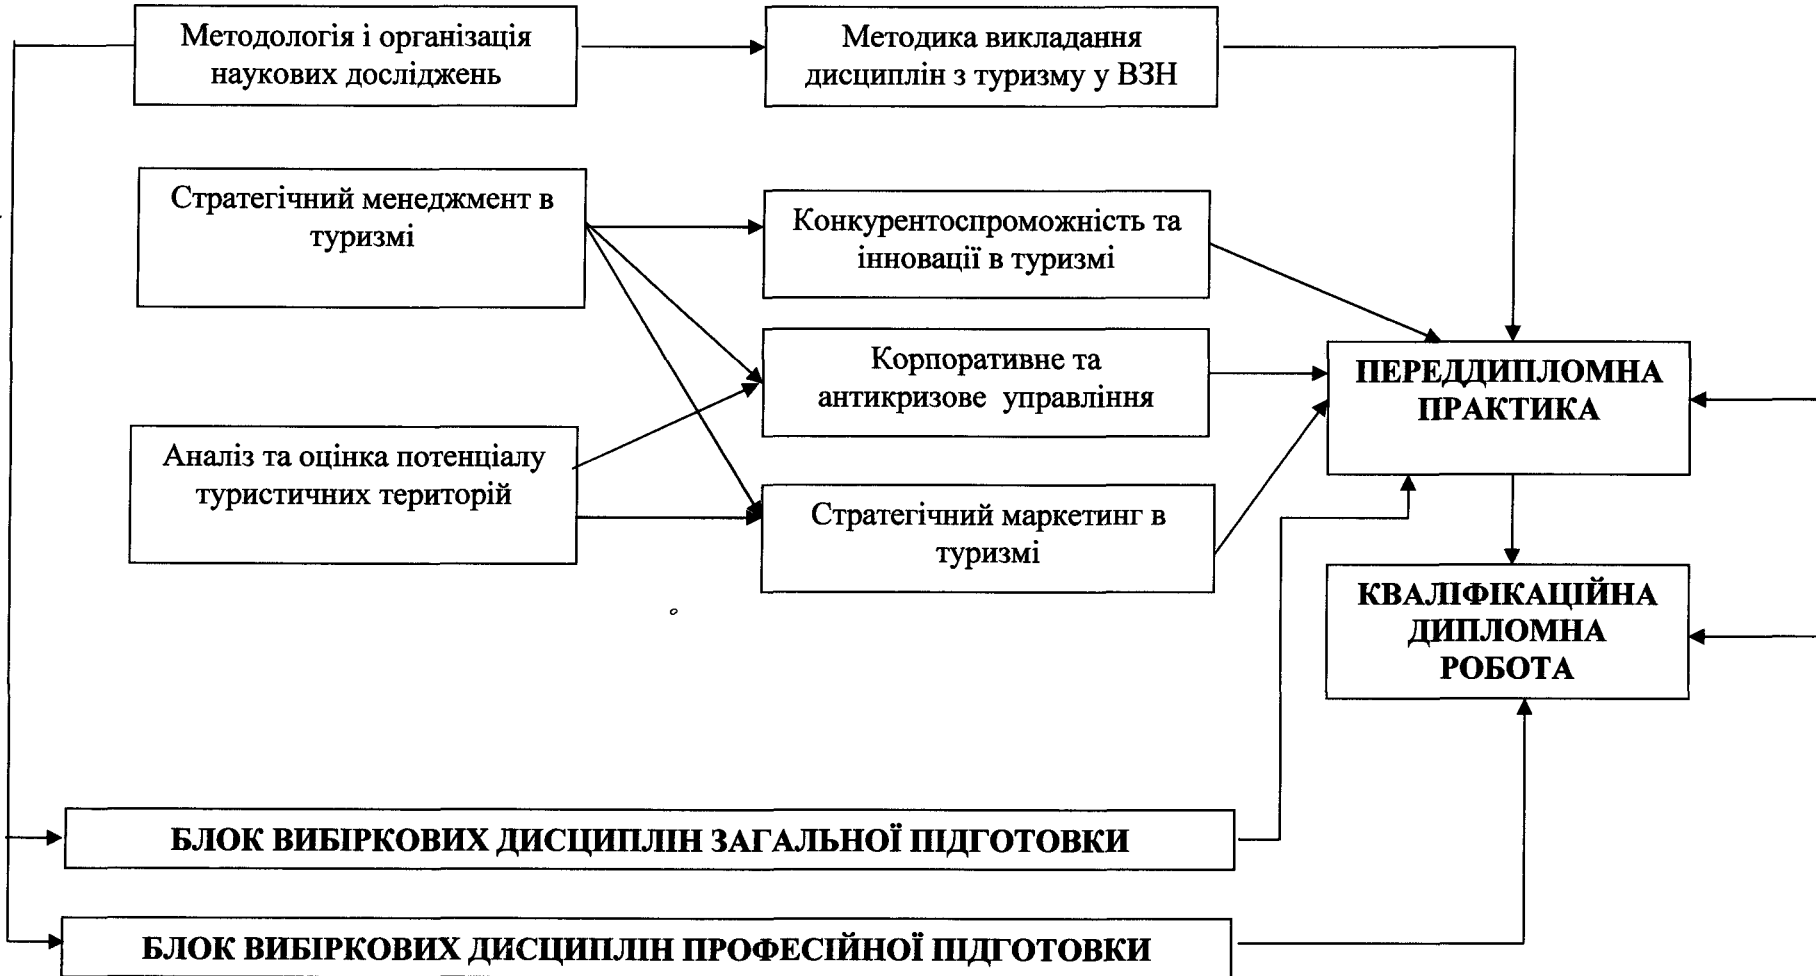 Методологія і організація
наукових досліджень
Методика викладання
дисциплін з туризму у ВЗН
Стратегічний менеджмент в
туризмі
Конкурентоспроможність та
інновації в туризмі
Корпоративне та
антикризове управління
ПЕРЕДДИПЛОМНА
ПРАКТИКА
Аналіз та оцінка потенціалу
туристичних територій
Стратегічний маркетинг в
туризмі
КВАЛІФІКАЦІЙНА
ДИПЛОМНА
РОБОТА
БЛОК ВИБІРКОВИХ ДИСЦИПЛІН ЗАГАЛЬНОЇ ПІДГОТОВКИ
БЛОК ВИБІРКОВИХ ДИСЦИПЛІН ПРОФЕСІЙНОЇ ПІДГОТОВКИ